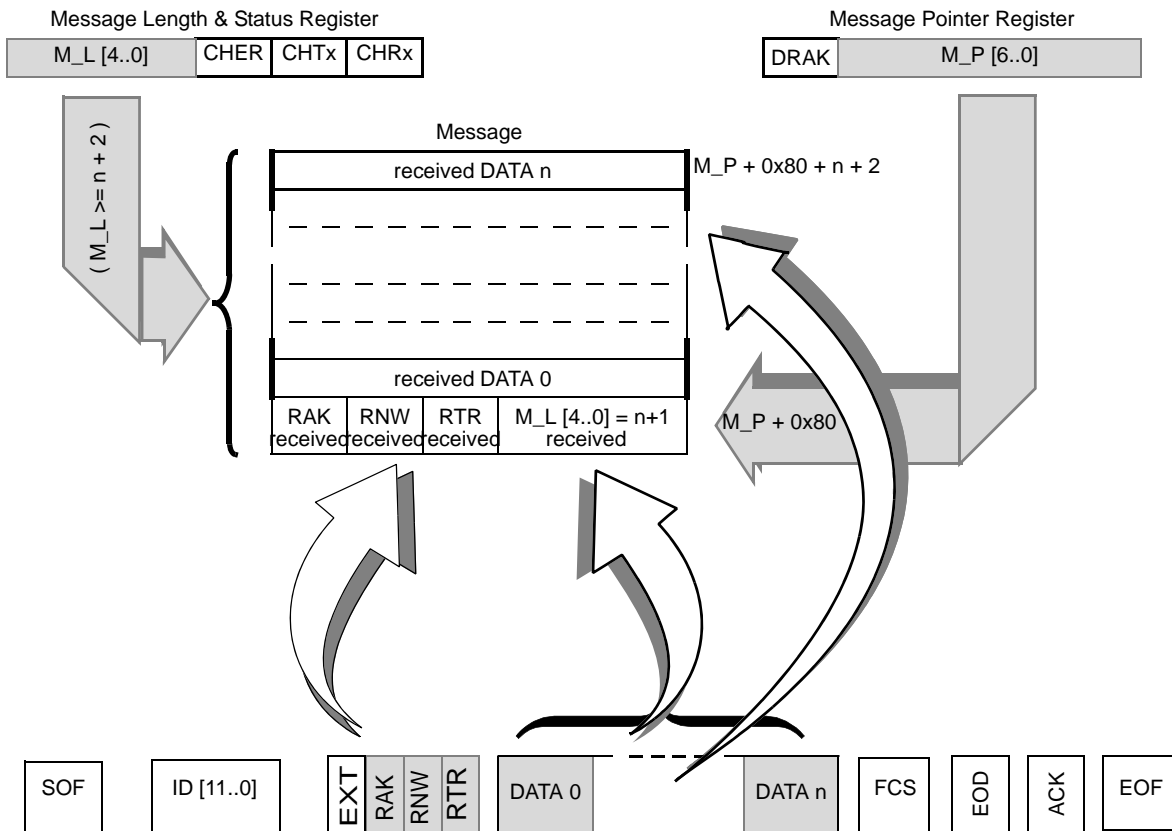 Message Length & Status Register
Message Pointer Register
M_L [4..0] CHER CHTx CHRx
DRAK M_P [6..0]
( M_L >= n + 2 )
Message
received DATA n
M_P + 0x80 + n + 2
received DATA 0
RAK received
RNW received
RTR received
M_L [4..0] = n+1 received
M_P + 0x80
SOF
ID [11..0]
EXT
RAK
RNW
RTR
DATA 0
DATA n
FCS
EOD
ACK
EOF